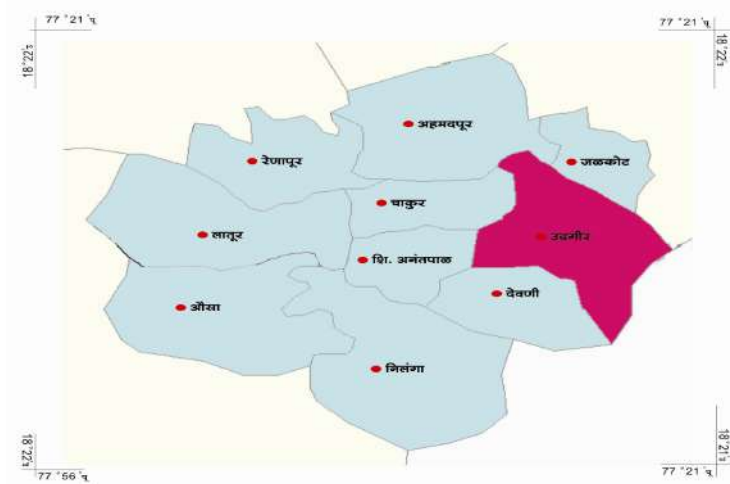 77 °21 'पू
77 °21 'पू
18°22'उ
18°22'उ
अहमदपूर
रेणापूर
जळकोट
चाकुर
लातूर
उदगीर
शि. अनंतपाळ
देवणी
औसा
निलंगा
18°22'उ
18°21'उ
77 °56 'पू
77 °21 'पू